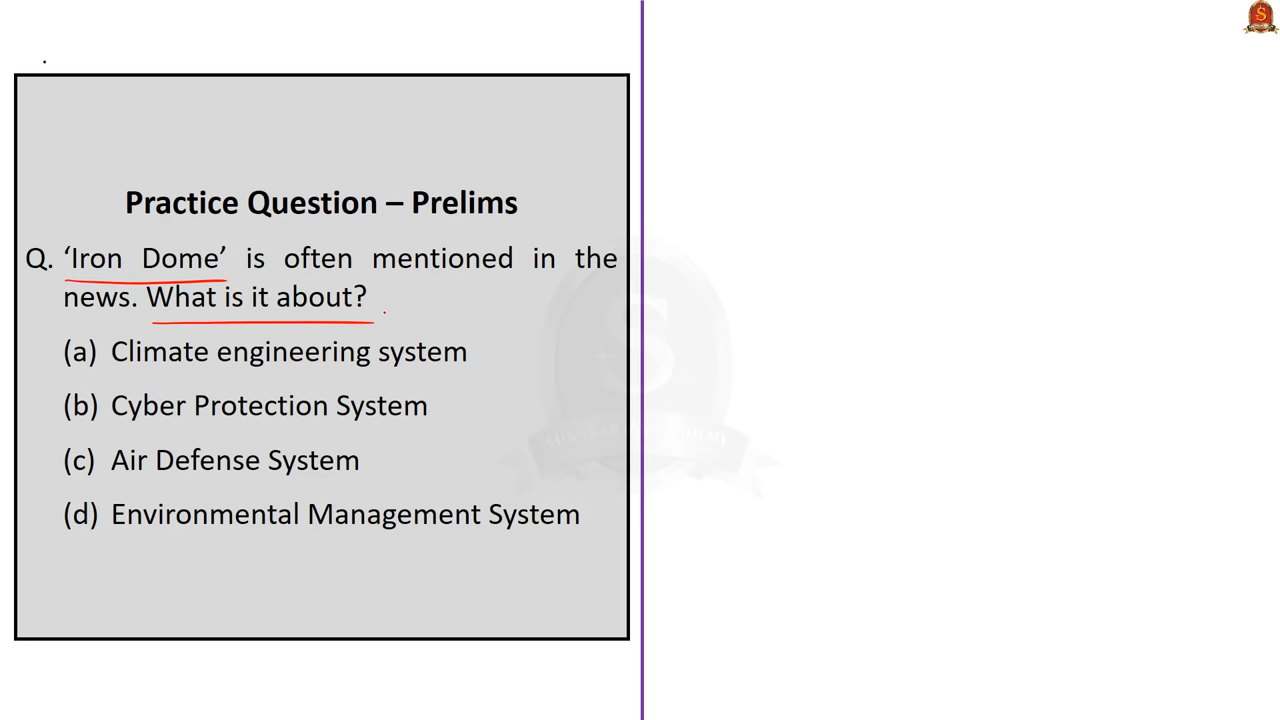 Practice Question – Prelims
Q. ‘Iron Dome’ is often mentioned in the
news. What is it about?
(a) Climate engineering system
(b) Cyber Protection System
(c) Air Defense System
(d) Environmental Management System